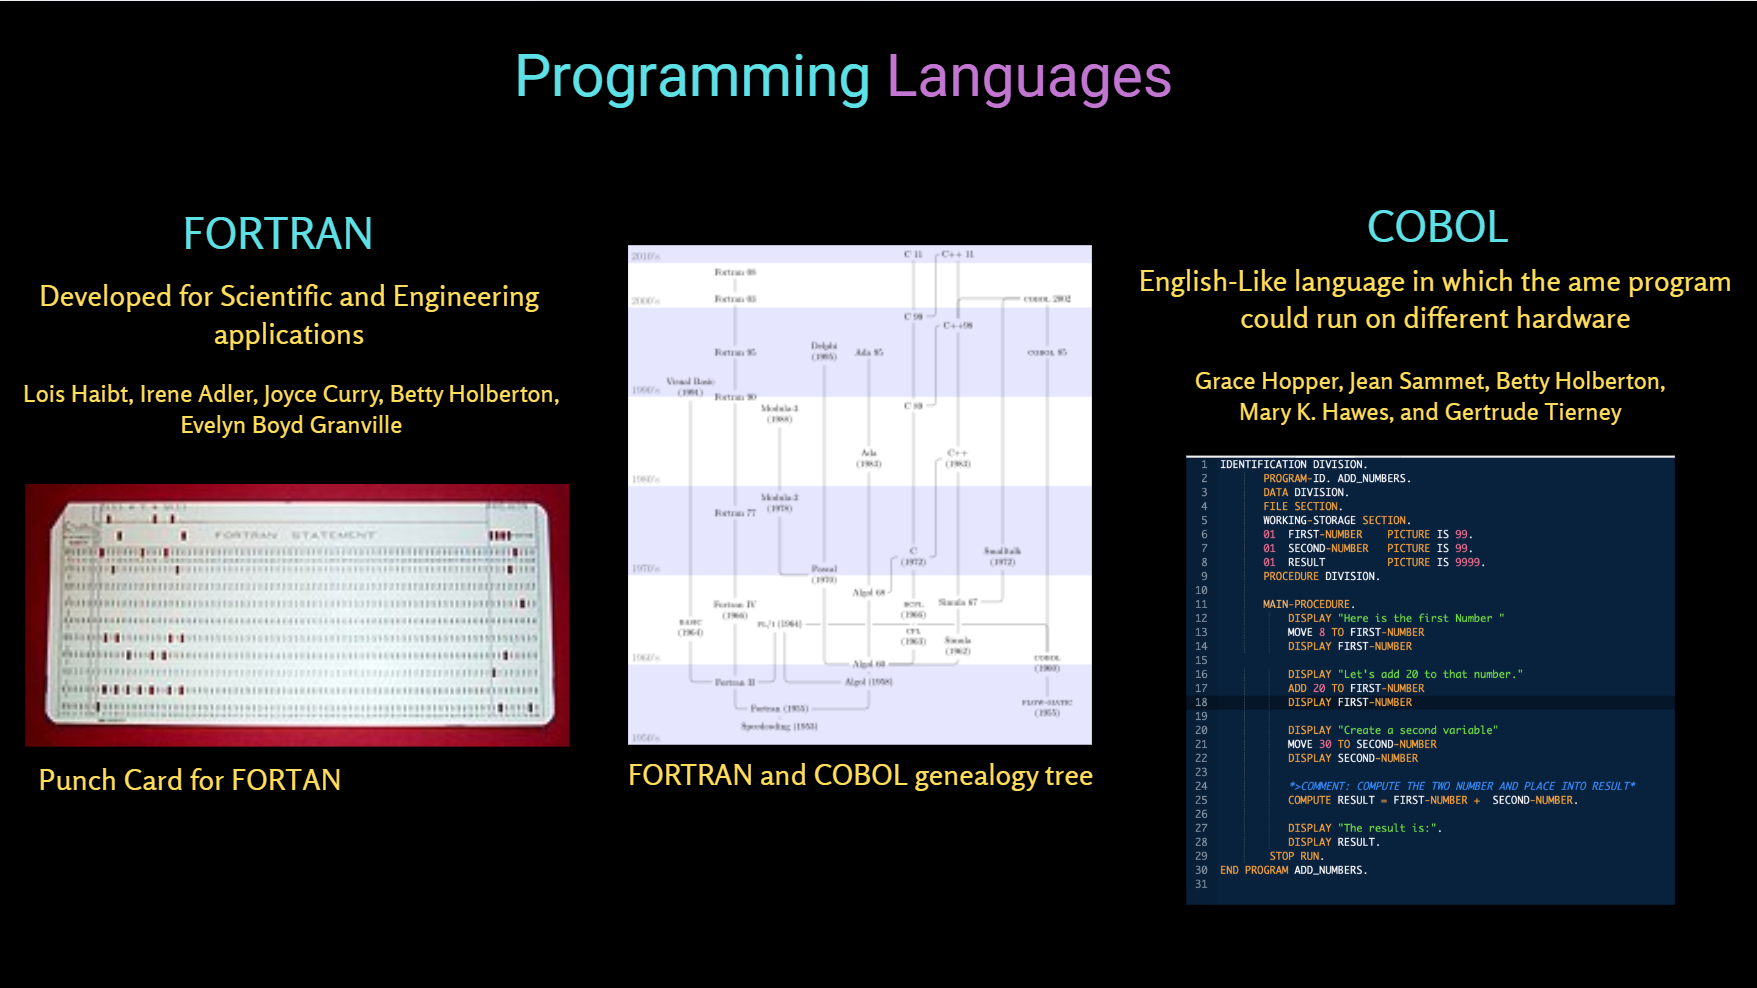 Programming Languages
FORTRAN
Developed for Scientific and Engineering
applications
Lois Haibt, Irene Adler, Joyce Curry, Betty Holberton,
Evelyn Boyd Granville
FORTRAN STATEMENT
Punch Card for FORTAN
2010's
C 11
C++ 11
Fortran 08
2000's
Fortran 03
COBOL 2002
C 99
C++98
Delphi
(1995)
Ada 95
Fortran 95
COBOL 85
1990's
Visual Basic
(1991)
Fortran 90
C 89
Modula-3
(1988)
Ada
(1983)
C++
(1983)
1980's
Modula-2
(1978)
Fortran 77
C
(1972)
Smalltalk
(1972)
1970's
Pascal
(1970)
Algol 68
Simula 67
Fortran IV
(1966)
BCPL
(1966)
BASIC
(1964)
PL/I (1964)
CPL
(1963)
Simula
(1962)
1960's
Algol 60
COBOL
(1960)
Fortran II
Algol (1958)
Fortran (1955)
FLOW-MATIC
(1955)
Speedcoding (1953)
1950's
FORTRAN and COBOL genealogy tree
COBOL
English-Like language in which the ame program
could run on different hardware
Grace Hopper, Jean Sammet, Betty Holberton,
Mary K. Hawes, and Gertrude Tierney
1 IDENTIFICATION DIVISION.
2 PROGRAM-ID. ADD_NUMBERS.
3 DATA DIVISION.
4 FILE SECTION.
5 WORKING-STORAGE SECTION.
6 01 FIRST-NUMBER PICTURE IS 99.
7 01 SECOND-NUMBER PICTURE IS 99.
8 01 RESULT PICTURE IS 9999.
9 PROCEDURE DIVISION.
10
11 MAIN-PROCEDURE.
12 DISPLAY "Here is the first Number "
13 MOVE 8 TO FIRST-NUMBER
14 DISPLAY FIRST-NUMBER
15
16 DISPLAY "Let's add 20 to that number."
17 ADD 20 TO FIRST-NUMBER
18 DISPLAY FIRST-NUMBER
19
20 DISPLAY "Create a second variable"
21 MOVE 30 TO SECOND-NUMBER
22 DISPLAY SECOND-NUMBER
23
24 *>COMMENT: COMPUTE THE TWO NUMBER AND PLACE INTO RESULT*
25 COMPUTE RESULT = FIRST-NUMBER + SECOND-NUMBER.
26
27 DISPLAY "The result is:".
28 DISPLAY RESULT.
29 STOP RUN.
30 END PROGRAM ADD_NUMBERS.
31